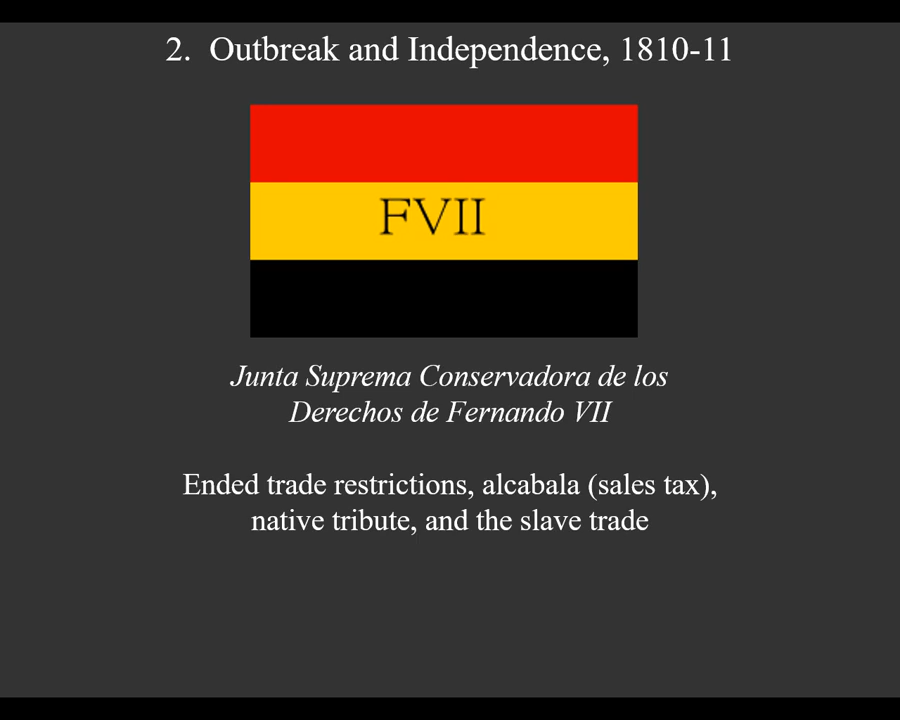 2. Outbreak and Independence, 1810-11
FVII
Junta Suprema Conservadora de los
Derechos de Fernando VII
Ended trade restrictions, alcabala (sales tax),
native tribute, and the slave trade